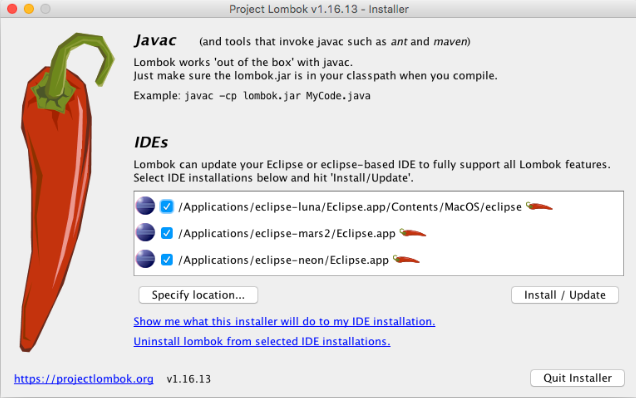 Project Lombok v1.16.13 - Installer
Javac (and tools that invoke javac such as ant and maven)
Lombok works 'out of the box' with javac.
Just make sure the lombok.jar is in your classpath when you compile.
Example: javac -cp lombok.jar MyCode.java
IDEs
Lombok can update your Eclipse or eclipse-based IDE to fully support all Lombok features.
Select IDE installations below and hit 'Install/Update'.
/Applications/eclipse-luna/Eclipse.app/Contents/MacOS/eclipse
/Applications/eclipse-mars2/Eclipse.app
/Applications/eclipse-neon/Eclipse.app
Specify location... Install / Update
Show me what this installer will do to my IDE installation.
Uninstall lombok from selected IDE installations.
https://projectlombok.org v1.16.13 Quit Installer